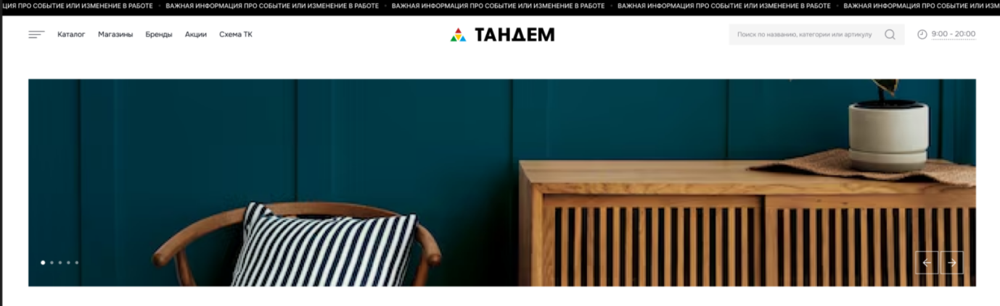 ЦИЯ ПРО СОБЫТИЕ ИЛИ ИЗМЕНЕНИЕ В РАБОТЕ • ВАЖНАЯ ИНФОРМАЦИЯ ПРО СОБЫТИЕ ИЛИ ИЗМЕНЕНИЕ В РАБОТЕ • ВАЖНАЯ ИНФОРМАЦИЯ ПРО СОБЫТИЕ ИЛИ ИЗМЕНЕНИЕ В РАБОТЕ • ВАЖНАЯ ИНФОРМАЦИЯ ПРО СОБЫТИЕ ИЛИ ИЗМЕНЕНИЕ В РАБОТЕ • ВАЖНАЯ ИНФОРМАЦИЯ ПРО СОБЫТИЕ ИЛИ ИЗМ
Каталог Магазины Бренды Акции Схема ТК ТАНДЕМ Поиск по названию, категории или артикулу 9:00 - 20:00